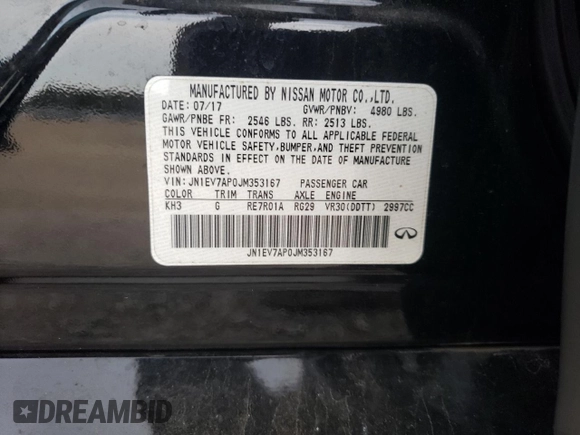 MANUFACTURED BY NISSAN MOTOR CO.,LTD.
DATE: 07/17 GVWR/PNBV: 4980 LBS.
GAWR/PNBE FR: 2546 LBS. RR: 2513 LBS.
THIS VEHICLE CONFORMS TO ALL APPLICABLE FEDERAL
MOTOR VEHICLE SAFETY,BUMPER,AND THEFT PREVENTION
STANDARDS IN EFFECT ON THE DATE OF MANUFACTURE
SHOWN ABOVE.
VIN: JN1EV7AP0JM353167 PASSENGER CAR
COLOR TRIM TRANS AXLE ENGINE
KH3 G RE7R01A RG29 VR30(DDTT) 2997CC
JN1EV7AP0JM353167
DREAMBID